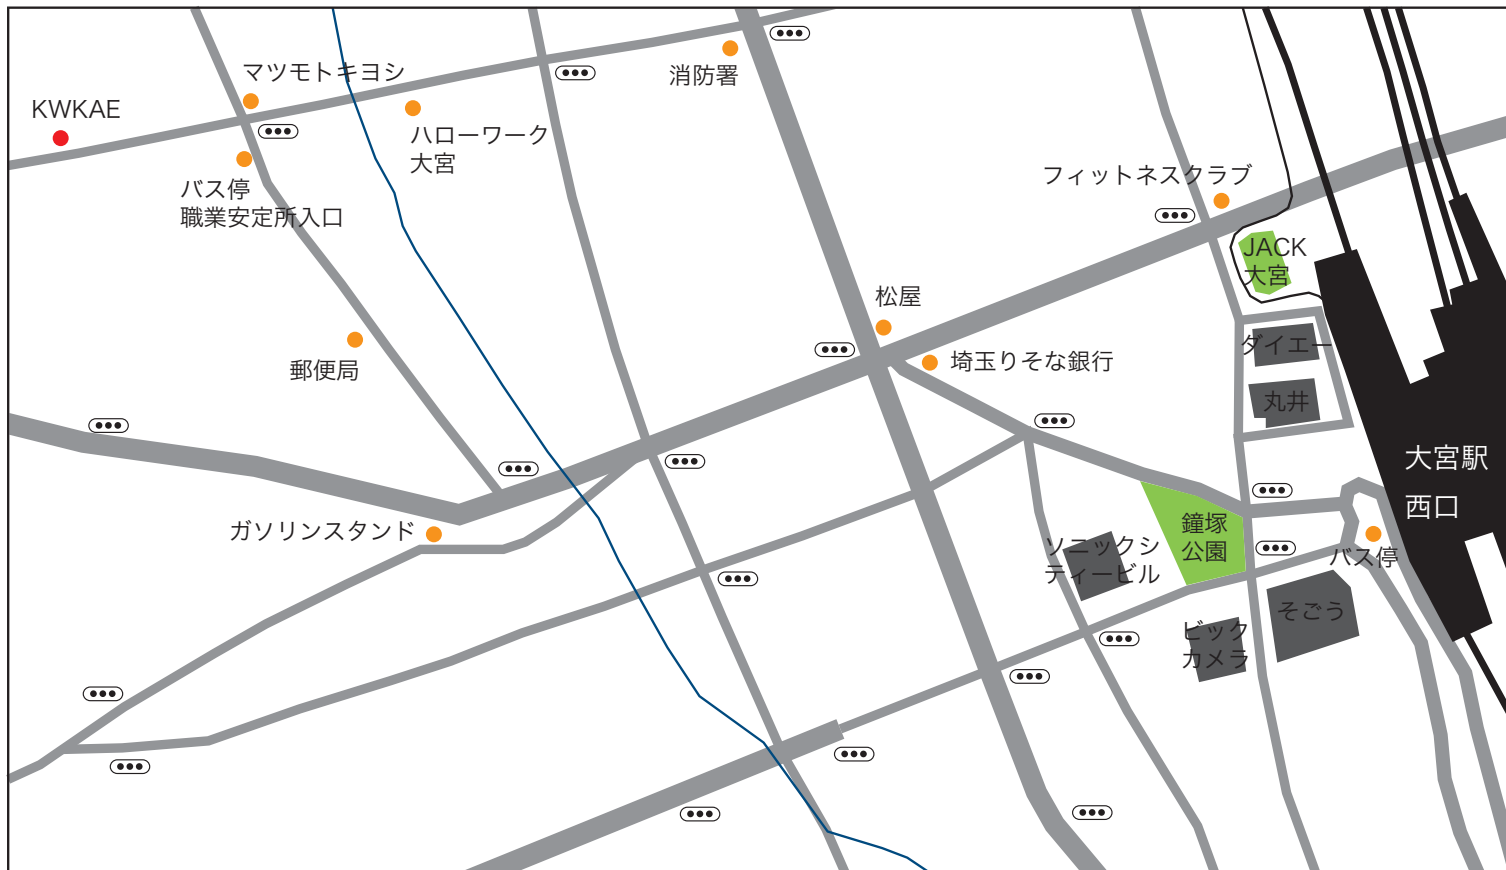 マツモトキヨシ
消防署
KWKAE
ハローワーク
大宮
バス停
職業安定所入口
フィットネスクラブ
JACK
大宮
松屋
ダイエー
埼玉りそな銀行
郵便局
丸井
大宮駅
西口
ガソリンスタンド
鐘塚
公園
ソニックシ
ティービル
バス停
そごう
ビック
カメラ